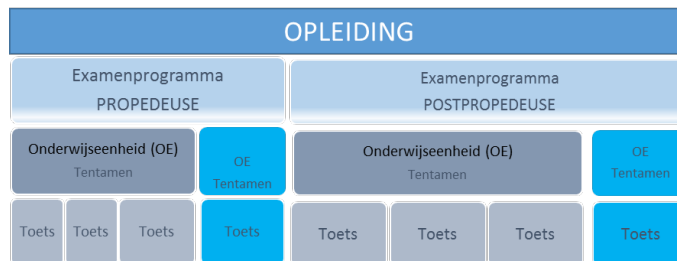 OPLEIDING
Examenprogramma
PROPEDEUSE
Examenprogramma
POSTPROPEDEUSE
Onderwijseenheid (OE)
Tentamen
OE
Tentamen
Onderwijseenheid (OE)
Tentamen
OE
Tentamen
Toets
Toets
Toets
Toets
Toets
Toets
Toets
Toets